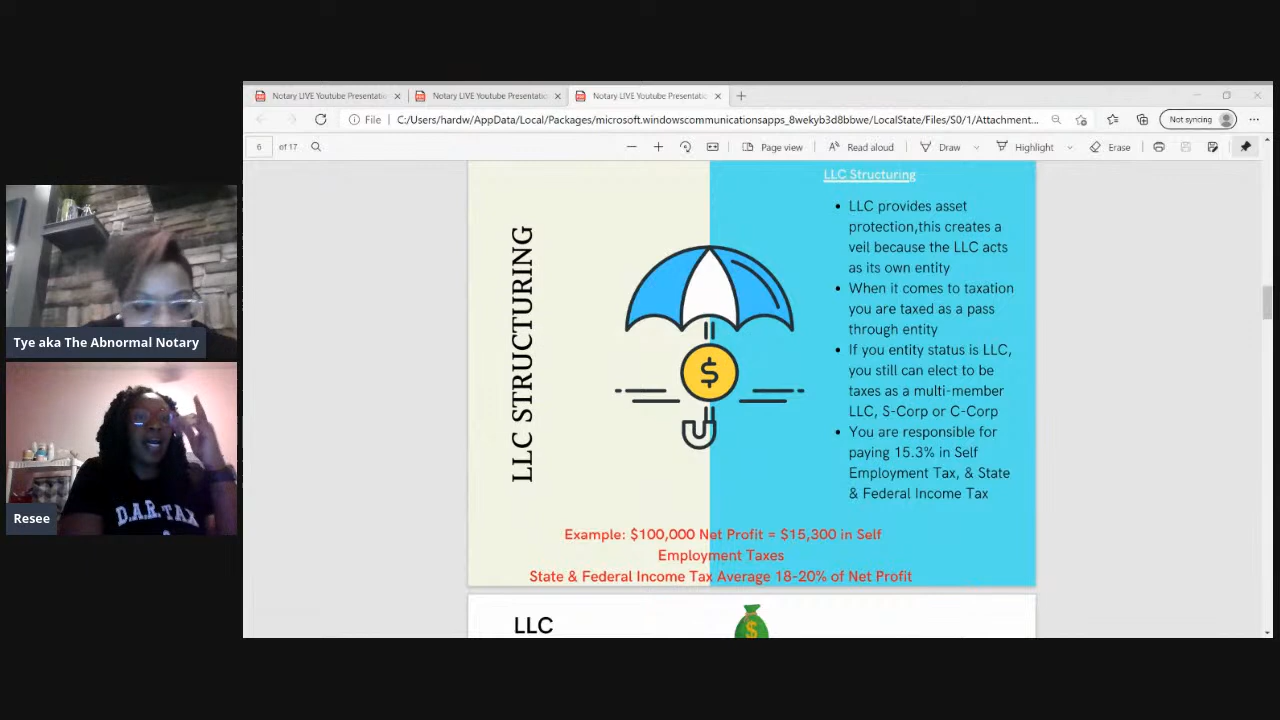 Notary LIVE Youtube Presentatio
Notary LIVE Youtube Presentatio
Notary LIVE Youtube Presentatio
File
C:/Users/hardw/AppData/Local/Packages/microsoft.windowscommunicationsapps_8wekyb3d8bbwe/LocalState/Files/S0/1/Attachment...
Not syncing
6 of 17
Page view
Read aloud
Draw
Highlight
Erase
LLC STRUCTURING
$
LLC Structuring
• LLC provides asset
protection,this creates a
veil because the LLC acts
as its own entity
• When it comes to taxation
you are taxed as a pass
through entity
• If you entity status is LLC,
you still can elect to be
taxes as a multi-member
LLC, S-Corp or C-Corp
• You are responsible for
paying 15.3% in Self
Employment Tax, & State
& Federal Income Tax
Example: $100,000 Net Profit = $15,300 in Self
Employment Taxes
State & Federal Income Tax Average 18-20% of Net Profit
LLC
$
Tye aka The Abnormal Notary
D.A.R. TAX
Resee